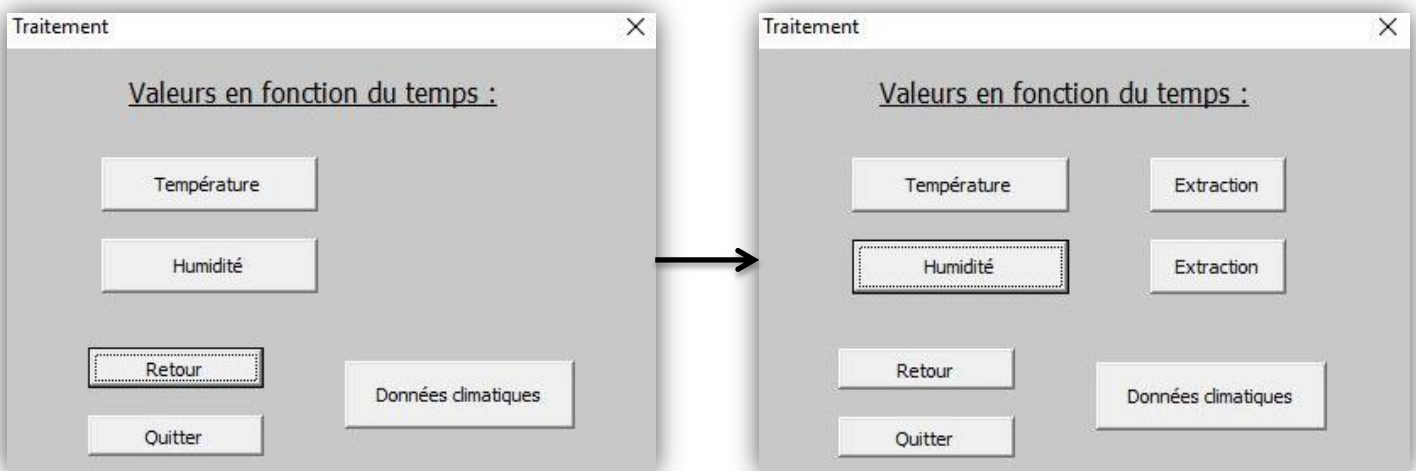 Traitement
Valeurs en fonction du temps :
Température
Humidité
Retour
Données climatiques
Quitter
Traitement
Valeurs en fonction du temps :
Température Extraction
Humidité Extraction
Retour
Données climatiques
Quitter